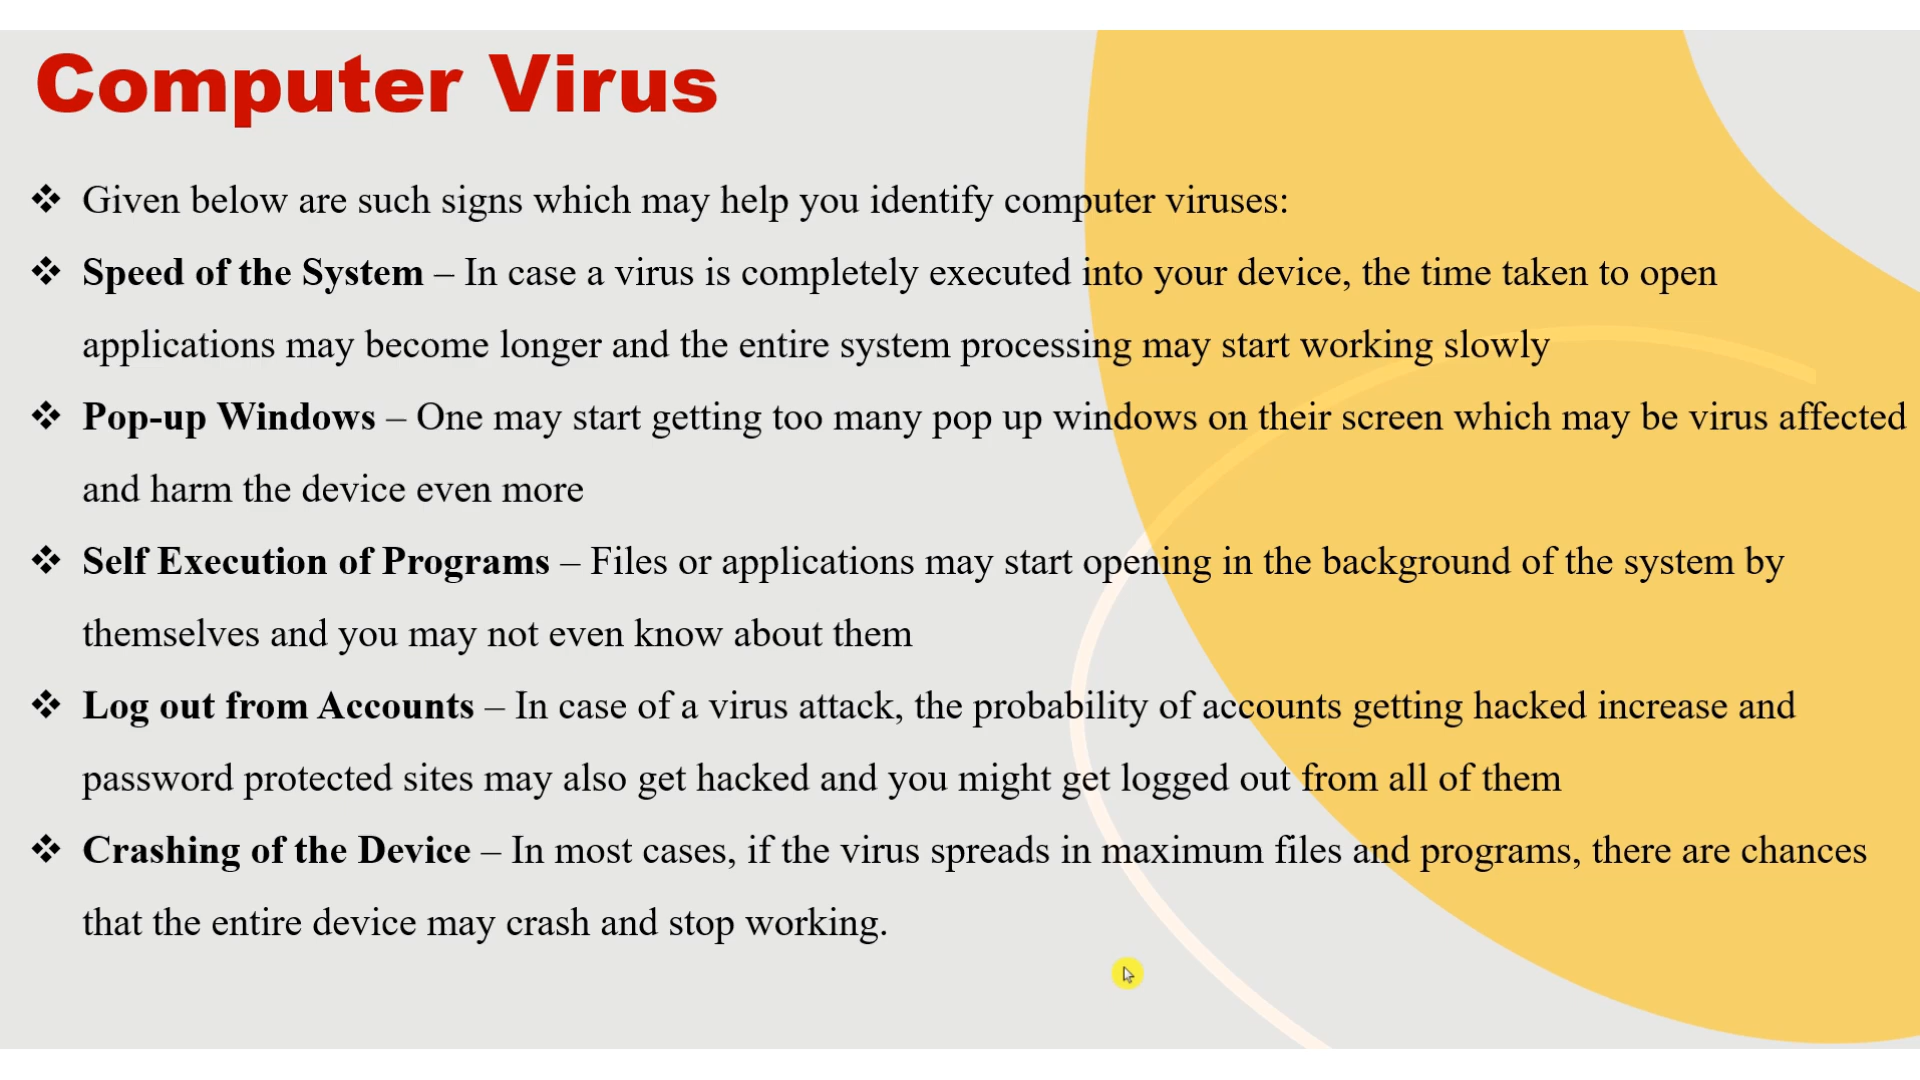 Computer Virus
❖ Given below are such signs which may help you identify computer viruses:
❖ Speed of the System – In case a virus is completely executed into your device, the time taken to open
applications may become longer and the entire system processing may start working slowly
❖ Pop-up Windows – One may start getting too many pop up windows on their screen which may be virus affected
and harm the device even more
❖ Self Execution of Programs – Files or applications may start opening in the background of the system by
themselves and you may not even know about them
❖ Log out from Accounts – In case of a virus attack, the probability of accounts getting hacked increase and
password protected sites may also get hacked and you might get logged out from all of them
❖ Crashing of the Device – In most cases, if the virus spreads in maximum files and programs, there are chances
that the entire device may crash and stop working.